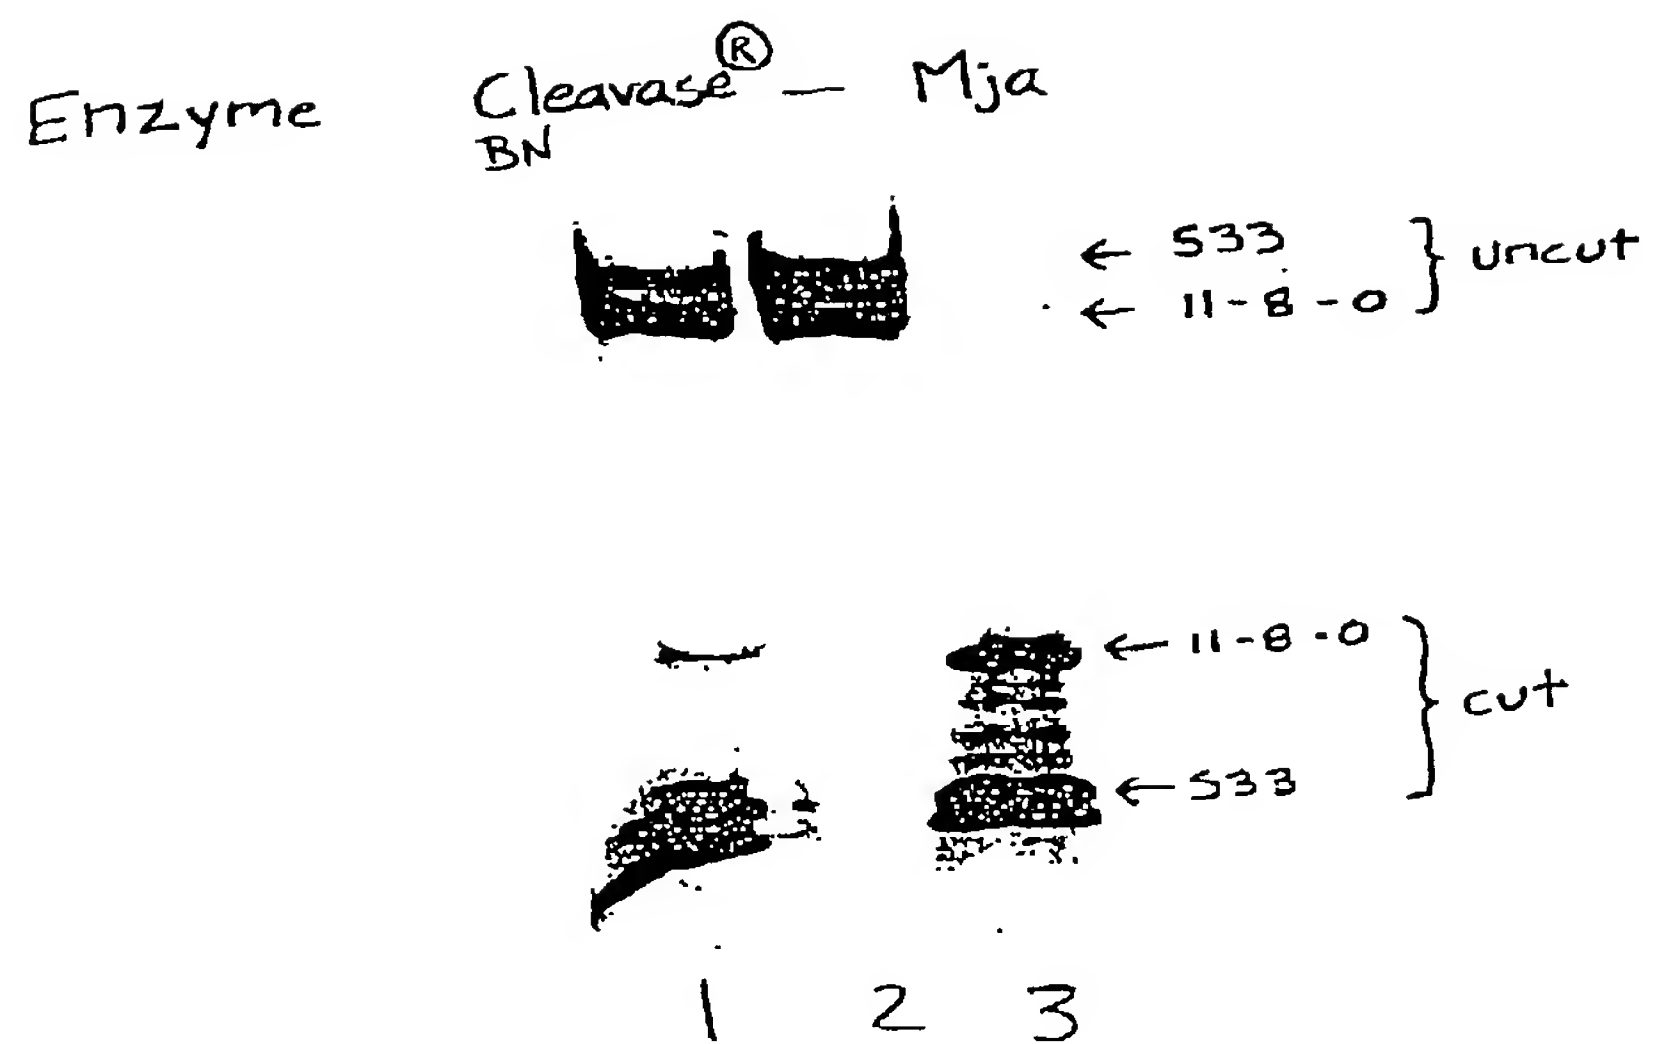 Enzyme Cleavase® — Mja
BN
← 533
← 11-8-0
} uncut
← 11-8-0
← 533
} cut
1 2 3